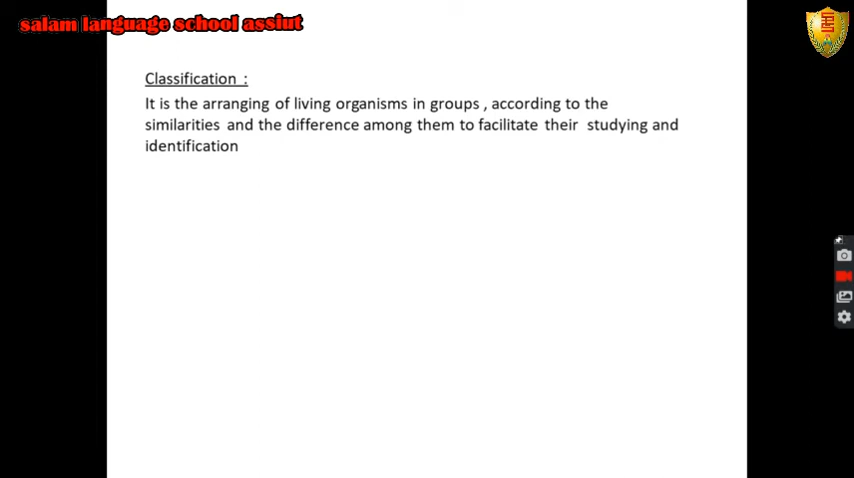 salam language school assiut
Classification :
It is the arranging of living organisms in groups , according to the
similarities and the difference among them to facilitate their studying and
identification